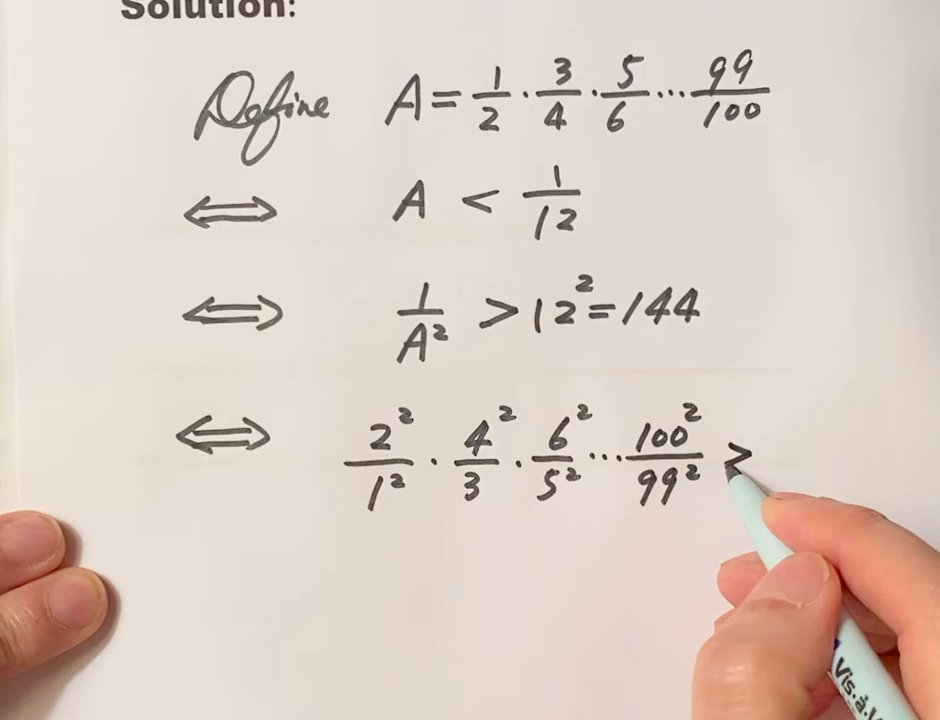 Solution:
Define A = 1/2 · 3/4 · 5/6 ... 99/100
⟺ A < 1/12
⟺ 1/A² > 12² = 144
⟺ 2²/1² · 4²/3 · 6²/5² ... 100²/99² >